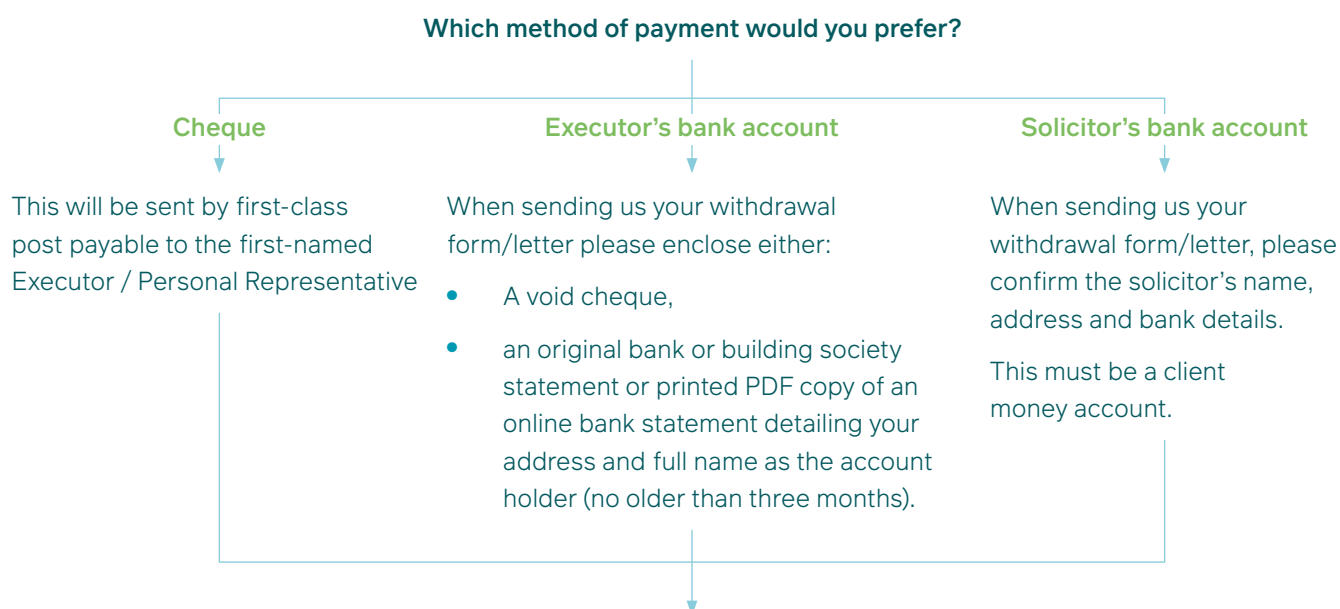 Which method of payment would you prefer?
Cheque
This will be sent by first-class
post payable to the first-named
Executor / Personal Representative
Executor’s bank account
When sending us your withdrawal
form/letter please enclose either:
• A void cheque,
• an original bank or building society
statement or printed PDF copy of an
online bank statement detailing your
address and full name as the account
holder (no older than three months).
Solicitor’s bank account
When sending us your
withdrawal form/letter, please
confirm the solicitor’s name,
address and bank details.
This must be a client
money account.